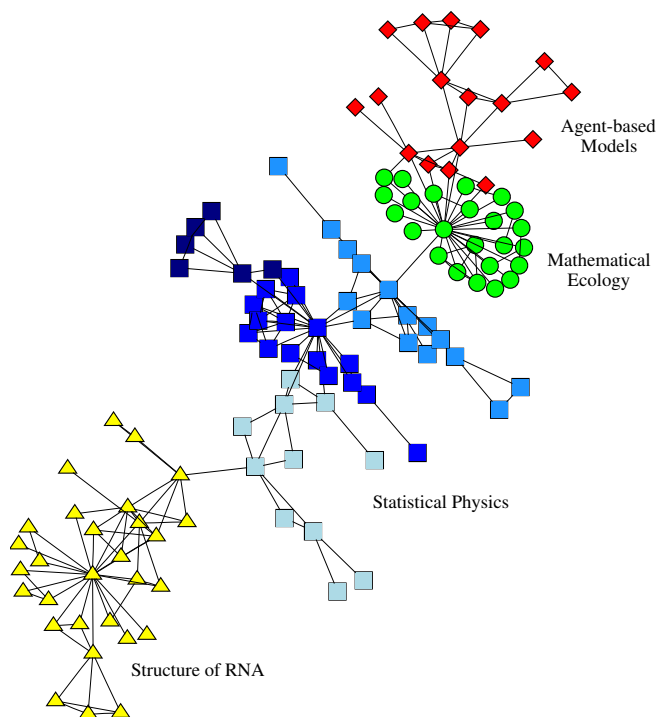 Agent-based
Models
Mathematical
Ecology
Statistical Physics
Structure of RNA